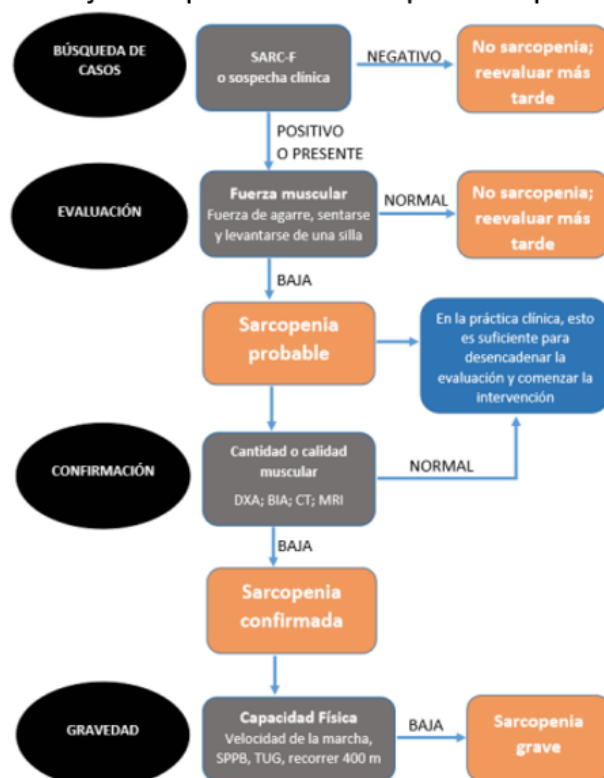 BÚSQUEDA DE
CASOS
SARC-F
o sospecha clínica
NEGATIVO
No sarcopenia;
reevaluar más
tarde
POSITIVO
O PRESENTE
EVALUACIÓN
Fuerza muscular
Fuerza de agarre, sentarse
y levantarse de una silla
NORMAL
No sarcopenia;
reevaluar más
tarde
BAJA
Sarcopenia
probable
En la práctica clínica, esto
es suficiente para
desencadenar la
evaluación y comenzar la
intervención
CONFIRMACIÓN
Cantidad o calidad
muscular
DXA; BIA; CT; MRI
NORMAL
BAJA
Sarcopenia
confirmada
GRAVEDAD
Capacidad Física
Velocidad de la marcha,
SPPB, TUG, recorrer 400 m
BAJA
Sarcopenia
grave